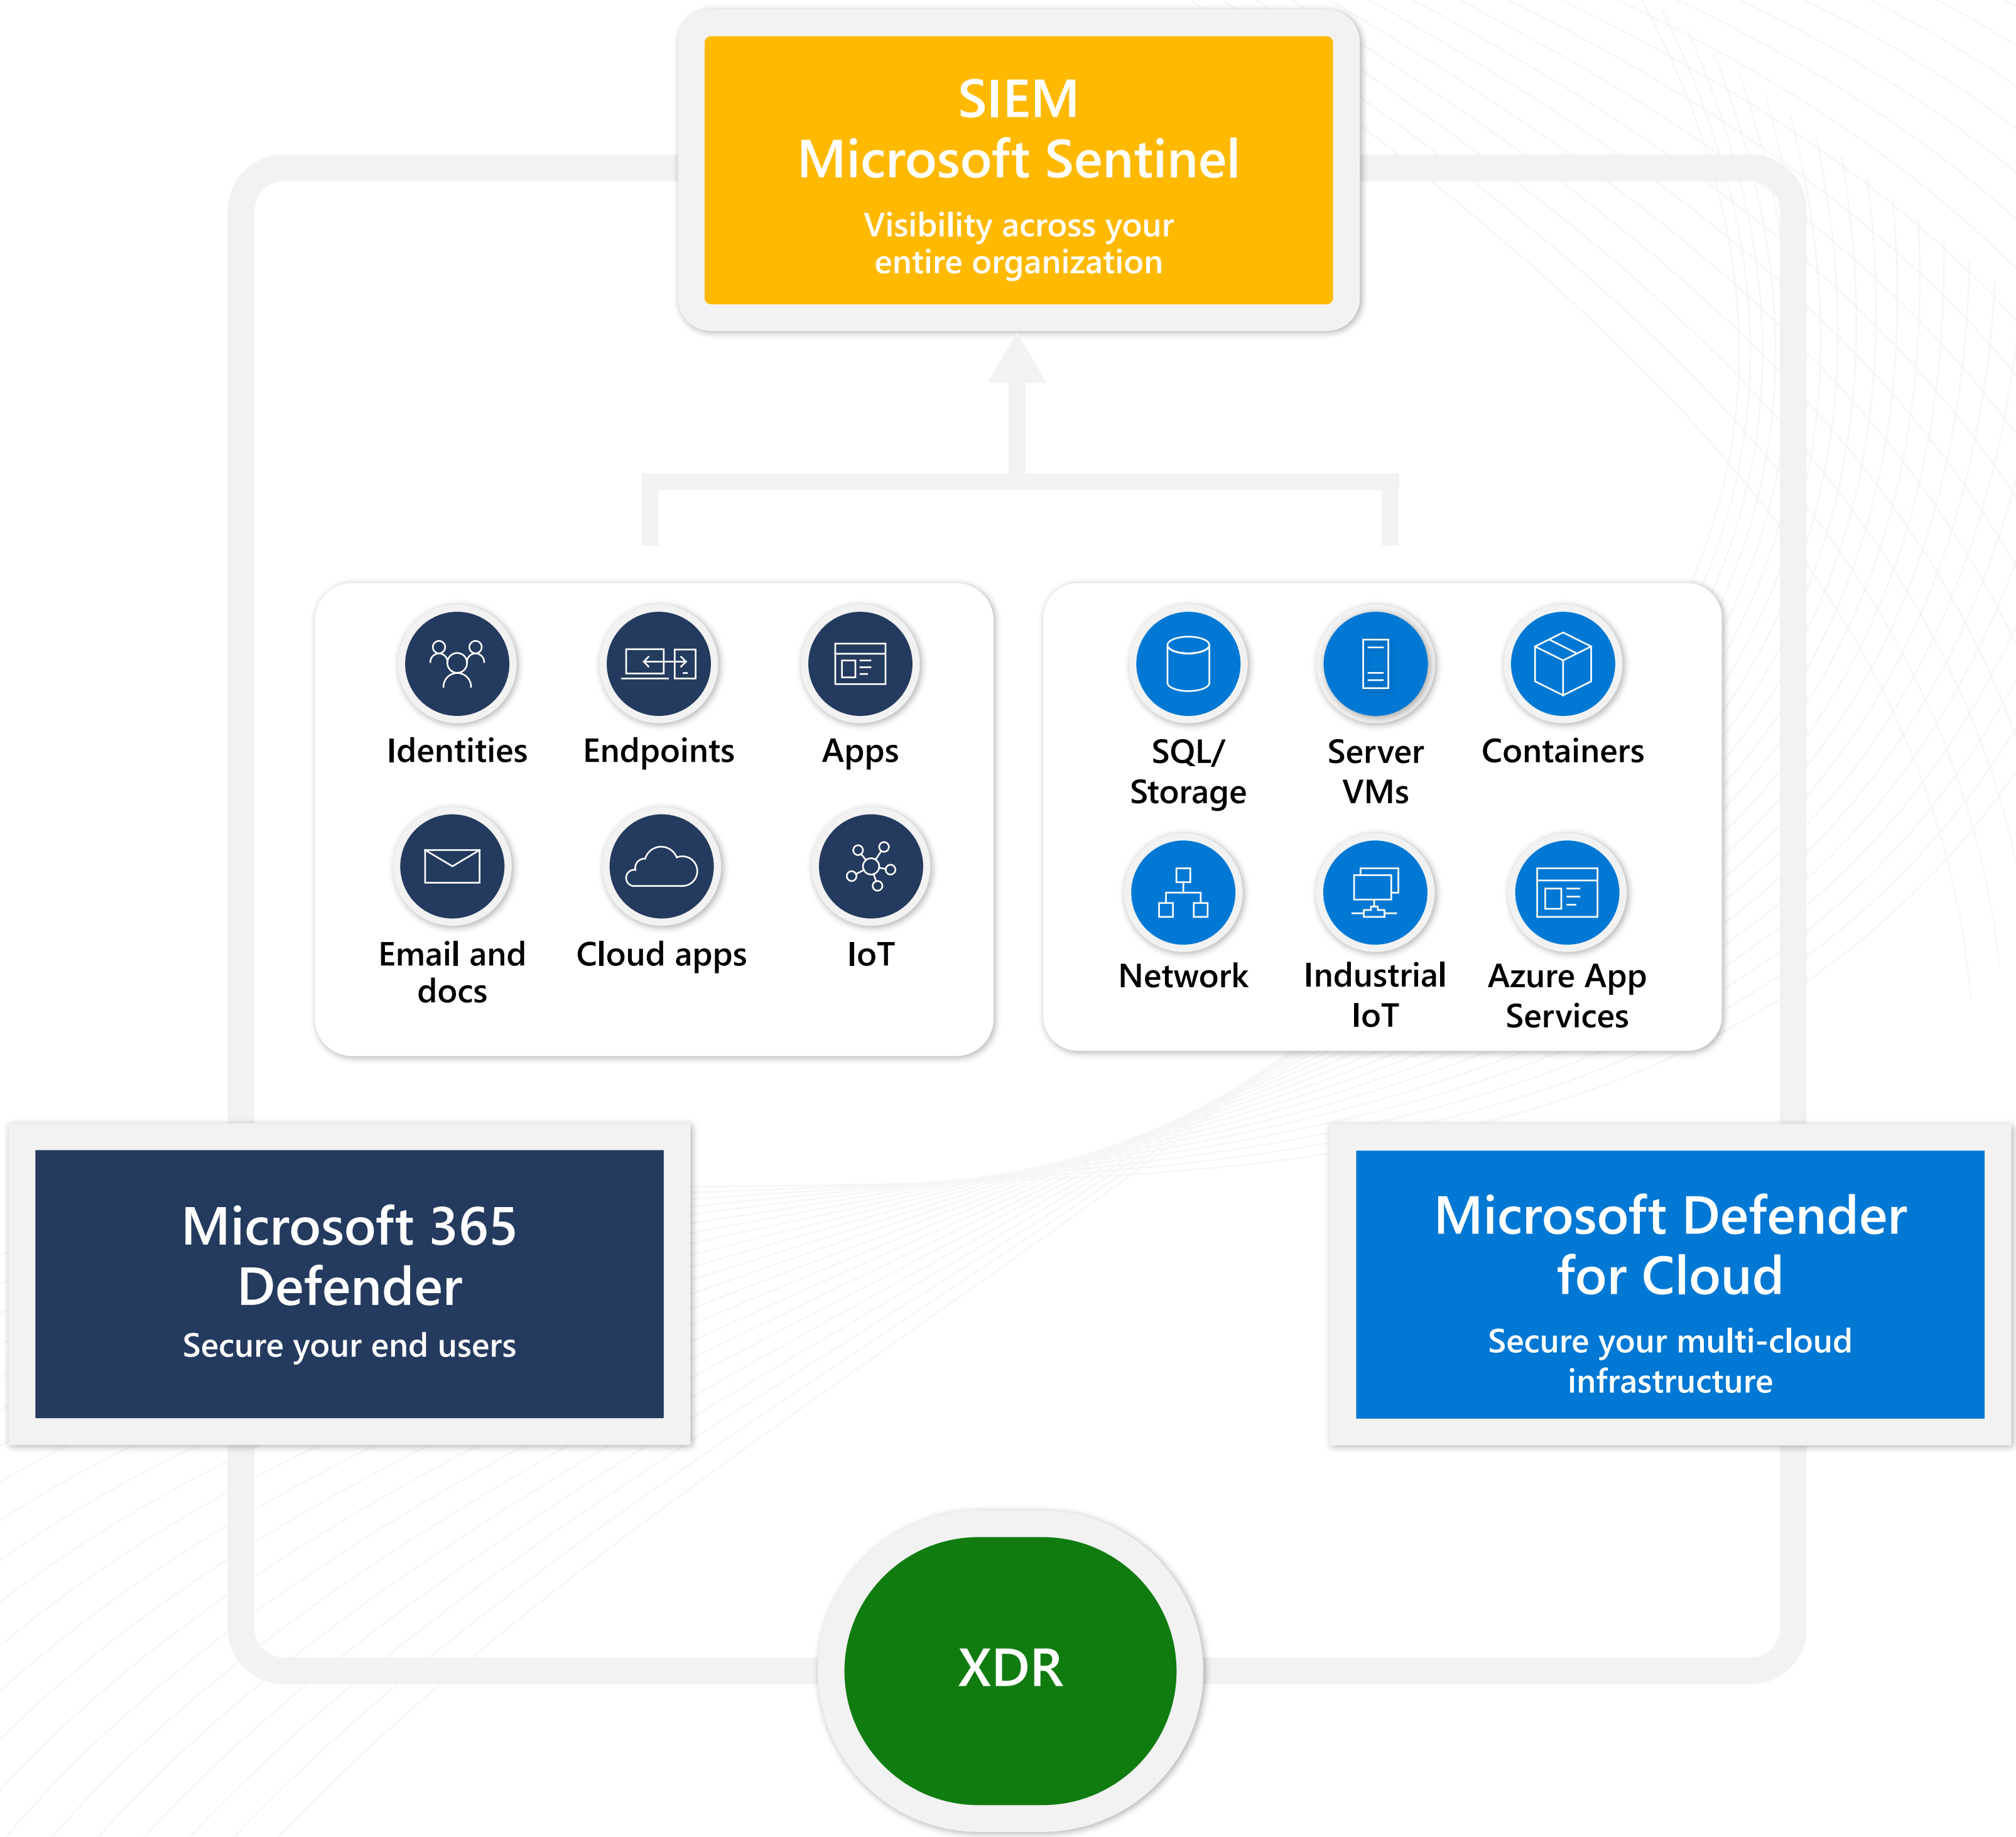 SIEM
Microsoft Sentinel
Visibility across your
entire organization
Identities
Endpoints
Apps
Email and
docs
Cloud apps
IoT
SQL/
Storage
Server
VMs
Containers
Network
Industrial
IoT
Azure App
Services
Microsoft 365
Defender
Secure your end users
Microsoft Defender
for Cloud
Secure your multi-cloud
infrastructure
XDR